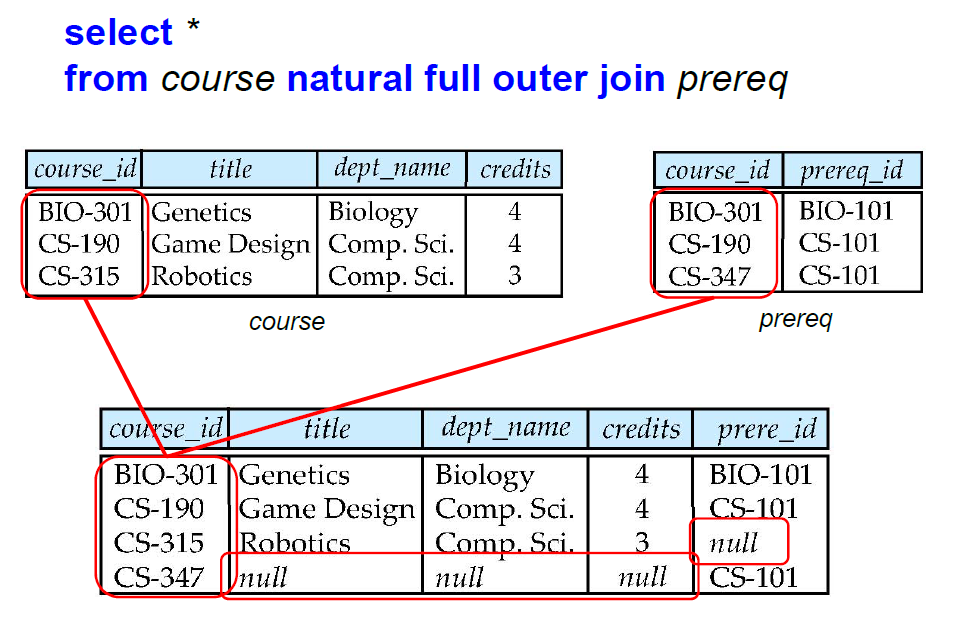 select *
from course natural full outer join prereq
course_id title dept_name credits
BIO-301 Genetics Biology 4
CS-190 Game Design Comp. Sci. 4
CS-315 Robotics Comp. Sci. 3
course
course_id prereq_id
BIO-301 BIO-101
CS-190 CS-101
CS-347 CS-101
prereq
course_id title dept_name credits prere_id
BIO-301 Genetics Biology 4 BIO-101
CS-190 Game Design Comp. Sci. 4 CS-101
CS-315 Robotics Comp. Sci. 3 null
CS-347 null null null CS-101